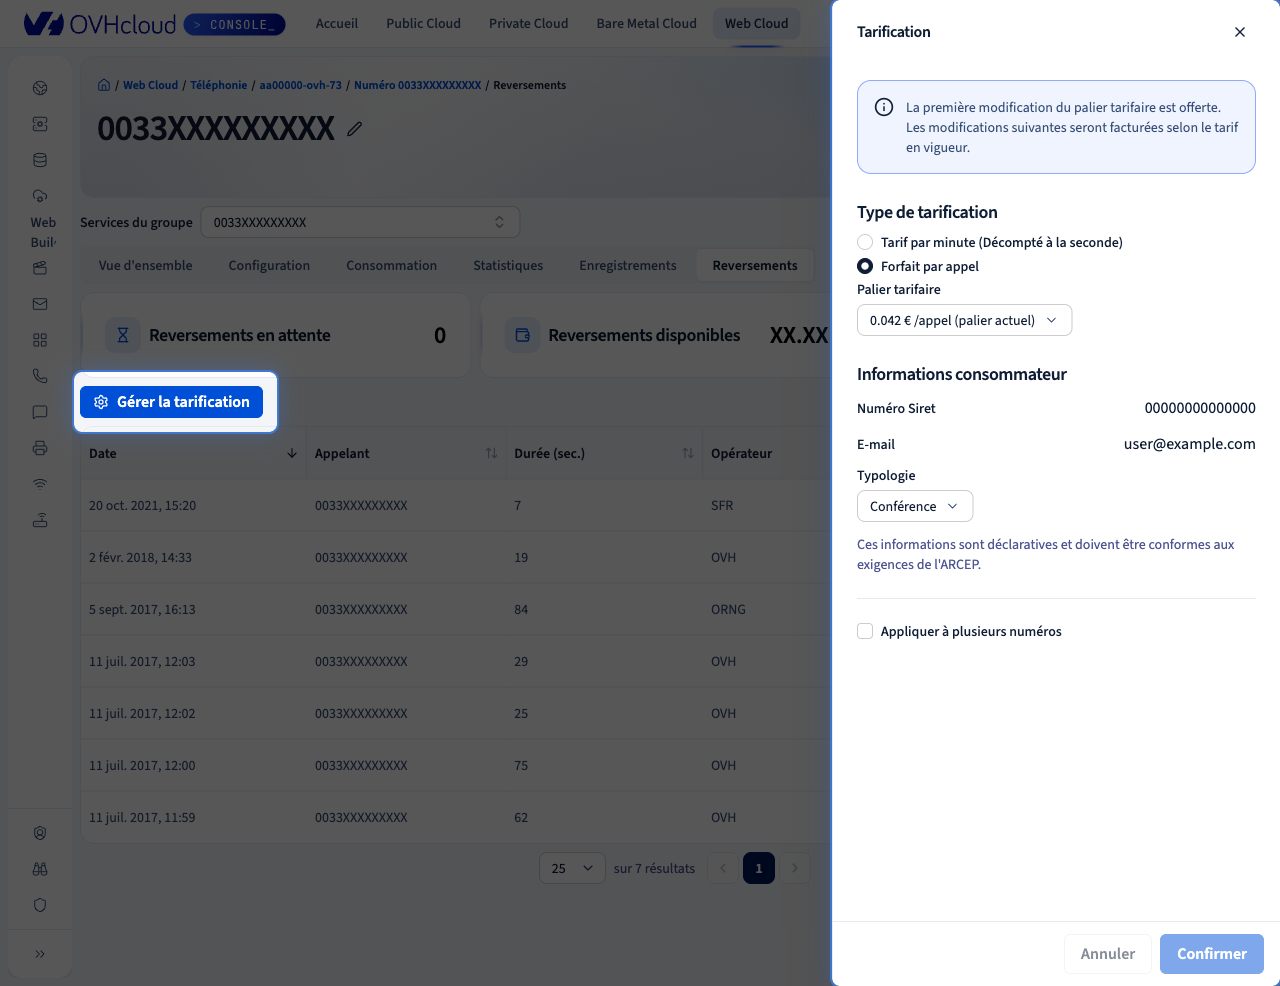 OVHcloud > CONSOLE_
Accueil Public Cloud Private Cloud Bare Metal Cloud Web Cloud
/ Web Cloud / Téléphonie / aa00000-ovh-73 / Numéro 0033XXXXXXXXX / Reversements
0033XXXXXXXXX
Web
Buil
Services du groupe 0033XXXXXXXXX
Vue d'ensemble Configuration Consommation Statistiques Enregistrements Reversements
Reversements en attente 0
Reversements disponibles XX.XX
Gérer la tarification
Date Appelant Durée (sec.) Opérateur
20 oct. 2021, 15:20 0033XXXXXXXXX 7 SFR
2 févr. 2018, 14:33 0033XXXXXXXXX 19 OVH
5 sept. 2017, 16:13 0033XXXXXXXXX 84 ORNG
11 juil. 2017, 12:03 0033XXXXXXXXX 29 OVH
11 juil. 2017, 12:02 0033XXXXXXXXX 25 OVH
11 juil. 2017, 12:00 0033XXXXXXXXX 75 OVH
11 juil. 2017, 11:59 0033XXXXXXXXX 62 OVH
25 sur 7 résultats 1
Tarification
La première modification du palier tarifaire est offerte.
Les modifications suivantes seront facturées selon le tarif
en vigueur.
Type de tarification
Tarif par minute (Décompté à la seconde)
Forfait par appel
Palier tarifaire
0.042 € /appel (palier actuel)
Informations consommateur
Numéro Siret 00000000000000
E-mail user@example.com
Typologie
Conférence
Ces informations sont déclaratives et doivent être conformes aux
exigences de l'ARCEP.
Appliquer à plusieurs numéros
Annuler Confirmer